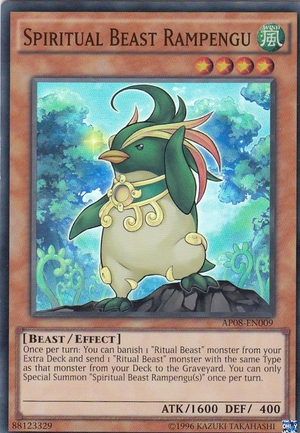 SPIRITUAL BEAST RAMPENGU
WIND
風
AP08-EN009
[BEAST / EFFECT]
Once per turn: You can banish 1 "Ritual Beast" monster from your
Extra Deck and send 1 "Ritual Beast" monster with the same Type
as that monster from your Deck to the Graveyard. You can only
Special Summon "Spiritual Beast Rampengu(s)" once per turn.
ATK/1600 DEF/ 400
88123329
©1996 KAZUKI TAKAHASHI